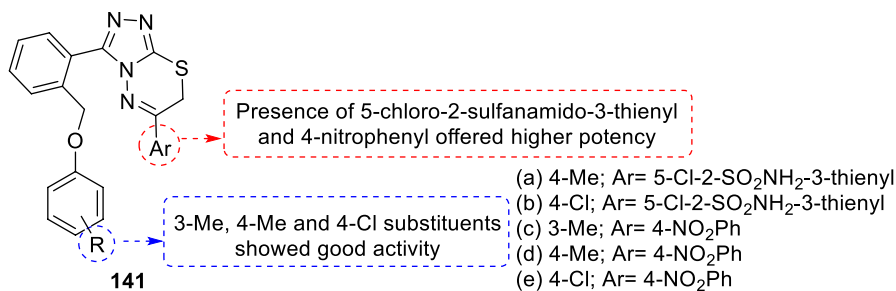 N N
N
N
S
Ar
O
R
141
Presence of 5-chloro-2-sulfanamido-3-thienyl
and 4-nitrophenyl offered higher potency
3-Me, 4-Me and 4-Cl substituents
showed good activity
(a) 4-Me; Ar= 5-Cl-2-SO₂NH₂-3-thienyl
(b) 4-Cl; Ar= 5-Cl-2-SO₂NH₂-3-thienyl
(c) 3-Me; Ar= 4-NO₂Ph
(d) 4-Me; Ar= 4-NO₂Ph
(e) 4-Cl; Ar= 4-NO₂Ph